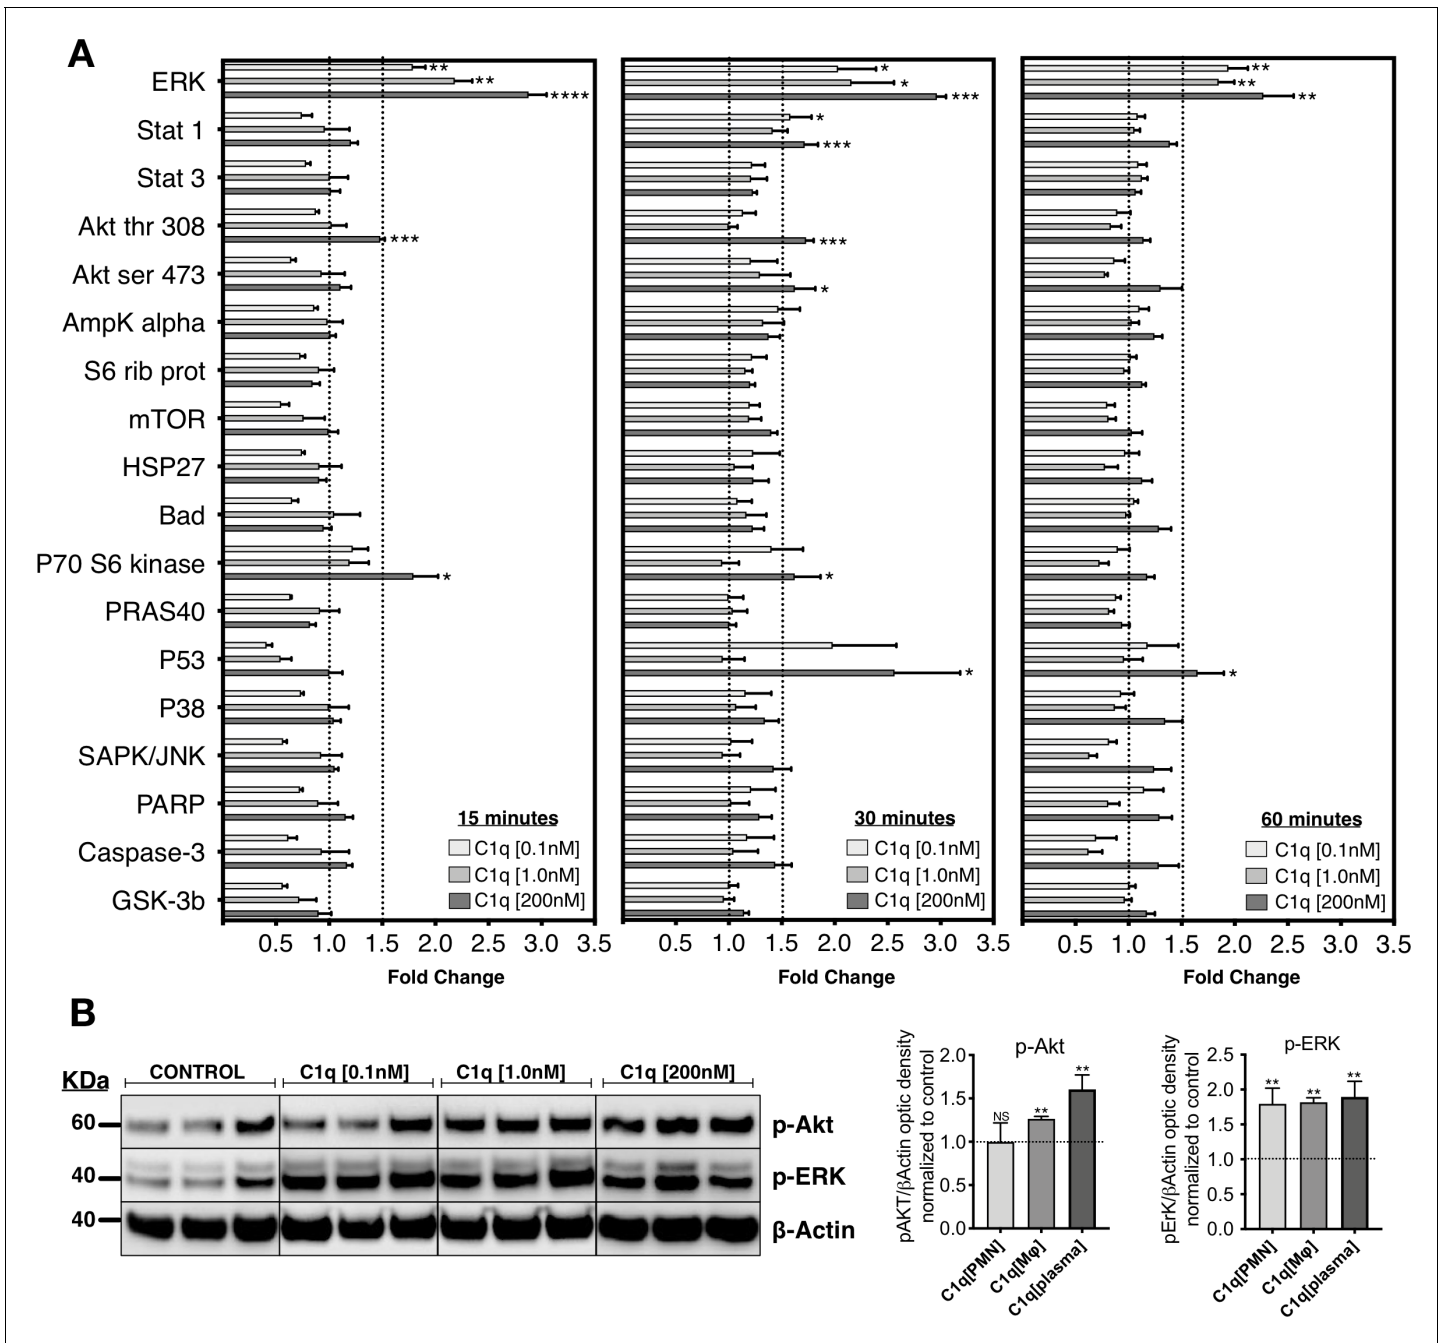 A
ERK
Stat 1
Stat 3
Akt thr 308
Akt ser 473
AmpK alpha
S6 rib prot
mTOR
HSP27
Bad
P70 S6 kinase
PRAS40
P53
P38
SAPK/JNK
PARP
Caspase-3
GSK-3b
**
**
****
***
*
15 minutes
C1q [0.1nM]
C1q [1.0nM]
C1q [200nM]
0.5 1.0 1.5 2.0 2.5 3.0 3.5
Fold Change
*
*
***
*
***
***
*
*
*
30 minutes
C1q [0.1nM]
C1q [1.0nM]
C1q [200nM]
0.5 1.0 1.5 2.0 2.5 3.0 3.5
Fold Change
**
**
**
*
60 minutes
C1q [0.1nM]
C1q [1.0nM]
C1q [200nM]
0.5 1.0 1.5 2.0 2.5 3.0 3.5
Fold Change
B
KDa
CONTROL C1q [0.1nM] C1q [1.0nM] C1q [200nM]
60 p-Akt
40 p-ERK
40 β-Actin
p-Akt
pAKT/βActin optic density
normalized to control
2.0
1.5
1.0
0.5
0.0
NS
**
**
C1q[PMN]
C1q[Mφ]
C1q[plasma]
p-ERK
pErK/βActin optic density
normalized to control
2.5
2.0
1.5
1.0
0.5
0.0
**
**
**
C1q[PMN]
C1q[Mφ]
C1q[plasma]